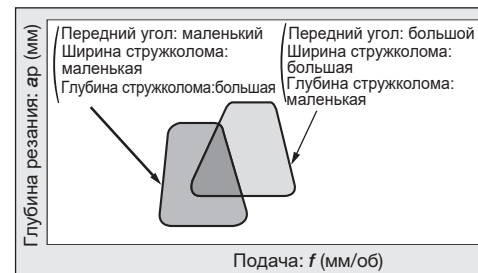 Глубина резания: ap (мм)
Передний угол: маленький
Ширина стружколома:
маленькая
Глубина стружколома:большая
Передний угол: большой
Ширина стружколома:
большая
Глубина стружколома:
маленькая
Подача: f (мм/об)